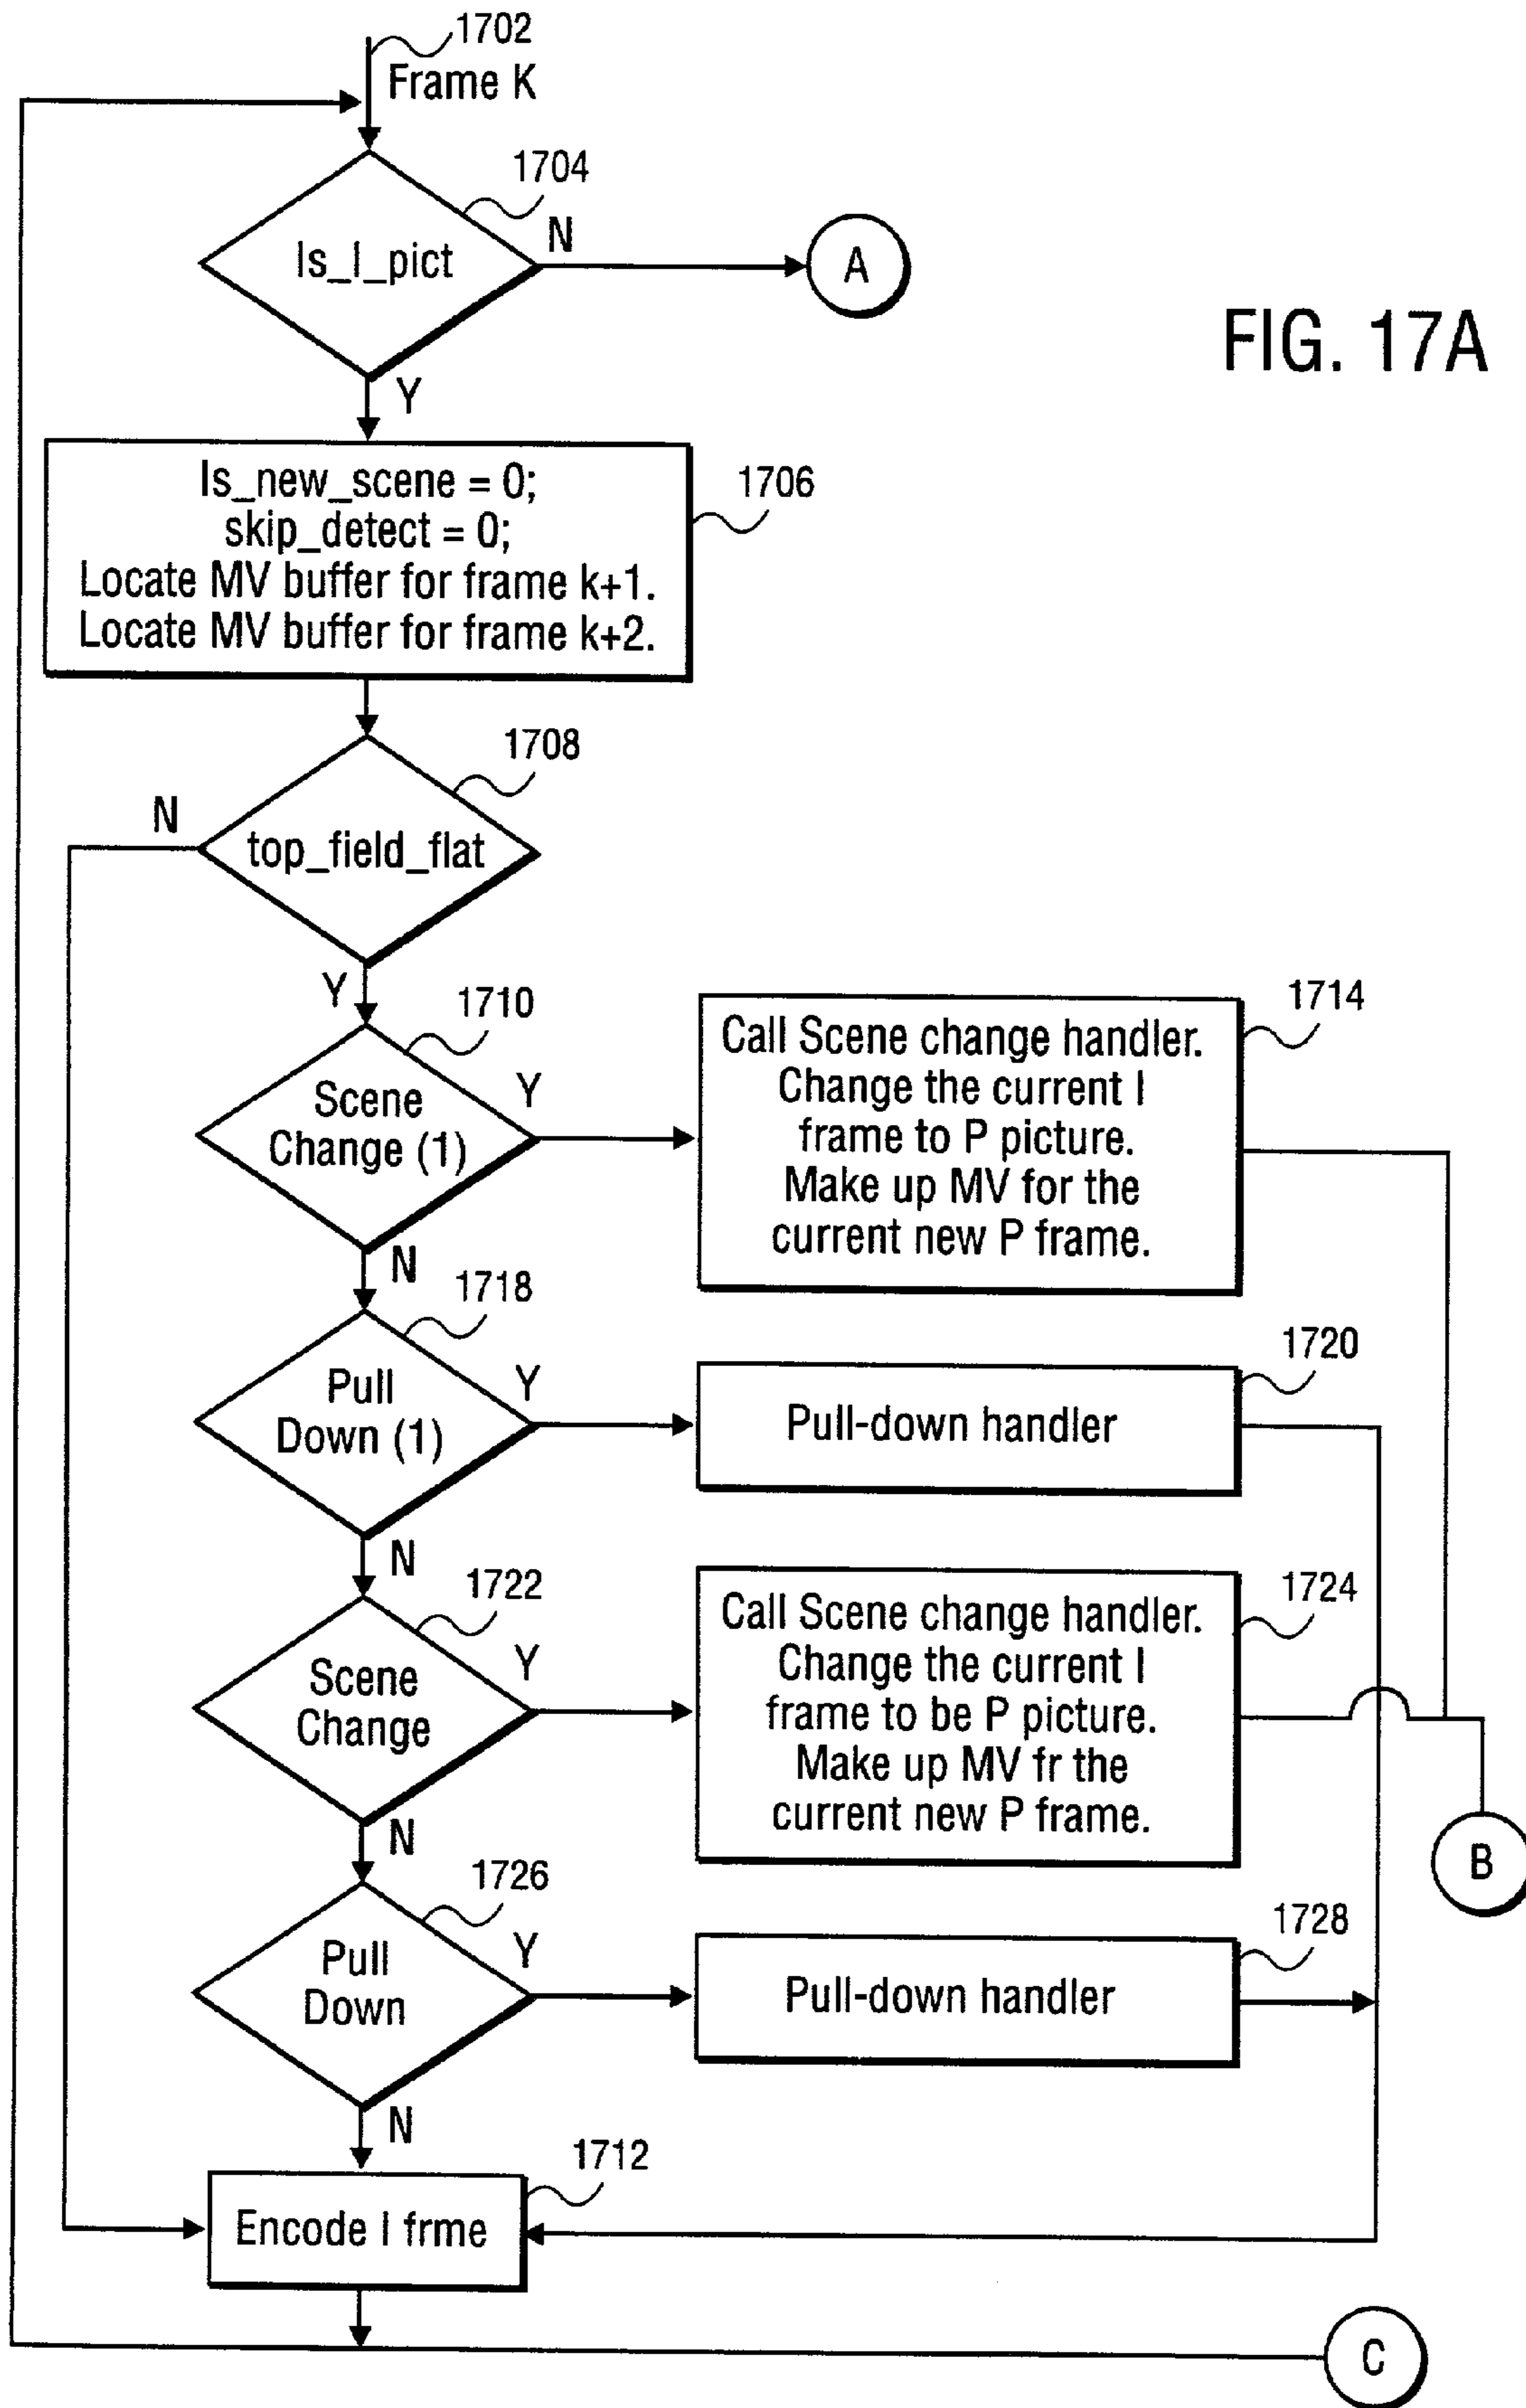 1702
Frame K
1704
Is_I_pict
N
A
FIG. 17A
Y
Is_new_scene = 0;
skip_detect = 0;
Locate MV buffer for frame k+1.
Locate MV buffer for frame k+2.
1706
1708
N
top_field_flat
Y
1710
Scene
Change (1)
Y
1714
Call Scene change handler.
Change the current I
frame to P picture.
Make up MV for the
current new P frame.
N
1718
Pull
Down (1)
Y
1720
Pull-down handler
N
1722
Scene
Change
Y
1724
Call Scene change handler.
Change the current I
frame to be P picture.
Make up MV fr the
current new P frame.
B
N
1726
Pull
Down
Y
1728
Pull-down handler
N
1712
Encode I frme
C